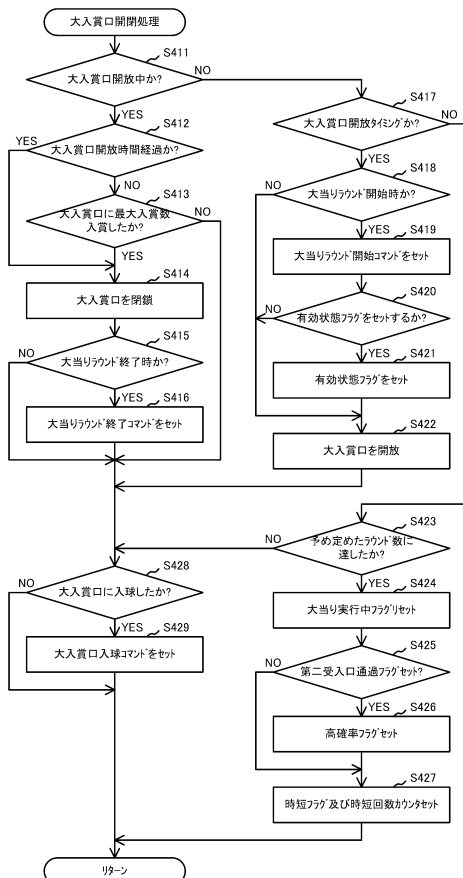 大入賞口開閉処理
S411
大入賞口開放中か?
NO
YES
S412
大入賞口開放時間経過か?
YES
NO
S413
大入賞口に最大入賞数
入賞したか?
NO
YES
S414
大入賞口を閉鎖
S415
大当りラウンド終了時か?
NO
YES
S416
大当りラウンド終了コマンドをセット
S417
大入賞口開放タイミングか?
NO
YES
S418
大当りラウンド開始時か?
NO
YES
S419
大当りラウンド開始コマンドをセット
S420
有効状態フラグをセットするか?
NO
YES
S421
有効状態フラグをセット
S422
大入賞口を開放
S423
予め定めたラウンド数に
達したか?
NO
YES
S424
大当り実行中フラグリセット
S425
第二受入口通過フラグセット?
NO
YES
S426
高確率フラグセット
S427
時短フラグ及び時短回数カウンタセット
S428
大入賞口に入球したか?
NO
YES
S429
大入賞口入球コマンドをセット
リターン